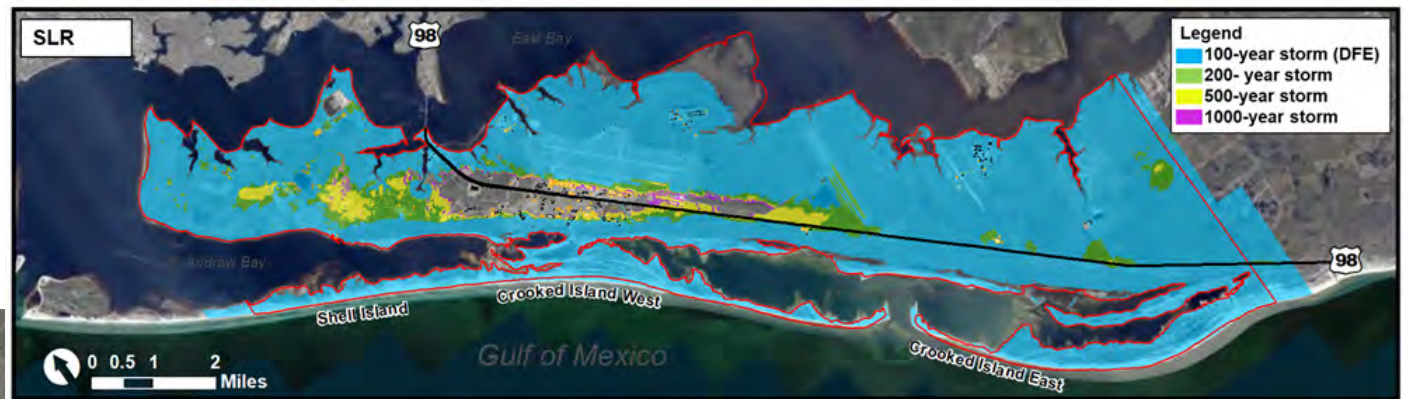 SLR
98
East Bay
Legend
100-year storm (DFE)
200- year storm
500-year storm
1000-year storm
Andrew Bay
98
Shell Island
Crooked Island West
Crooked Island East
Gulf of Mexico
0 0.5 1 2
Miles